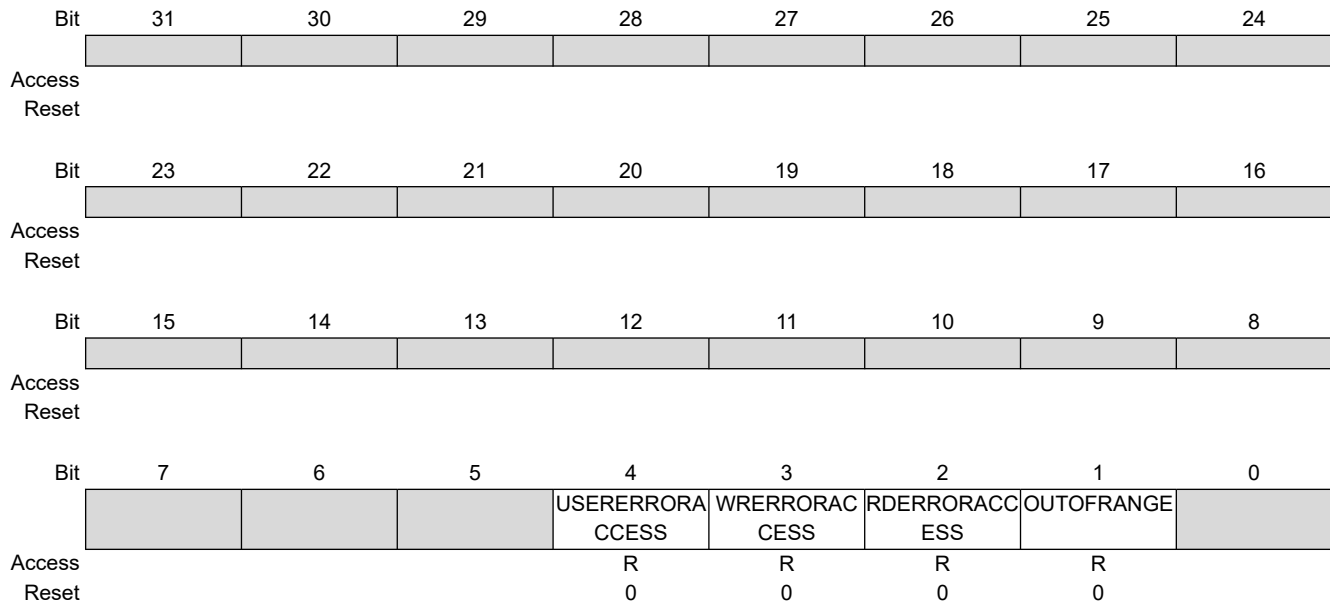 Bit 31 30 29 28 27 26 25 24
Access
Reset
Bit 23 22 21 20 19 18 17 16
Access
Reset
Bit 15 14 13 12 11 10 9 8
Access
Reset
Bit 7 6 5 4 3 2 1 0
USERERRORA WRERRORAC RDERRORACC OUTOFRANGE
CCESS CESS ESS
Access R R R R
Reset 0 0 0 0